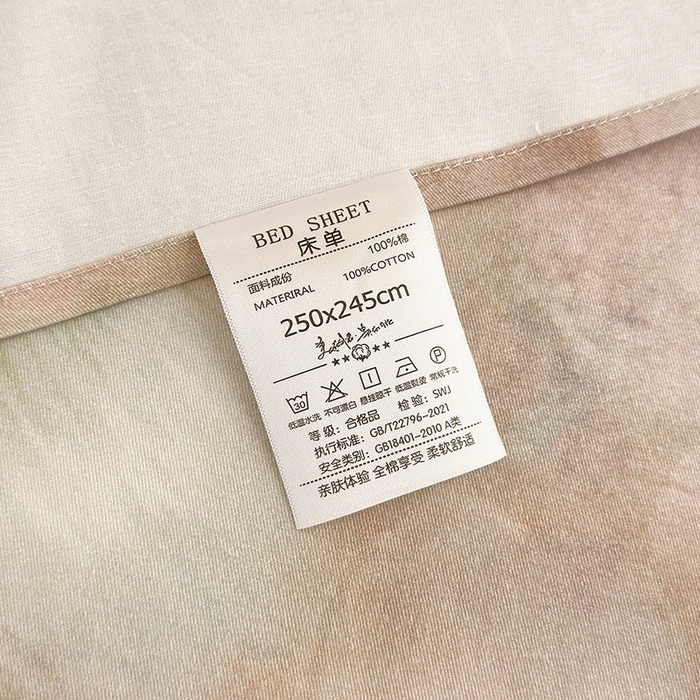 BED SHEET
床单
面料成份 100%棉
MATERIRAL 100%COTTON
250x245cm
30
P
低温水洗 不可漂白 悬挂晾干 低温熨烫 常规干洗
等 级：合格品 检 验：SWJ
执行标准：GB/T22796-2021
安全类别：GB18401-2010 A类
亲肤体验 全棉享受 柔软舒适